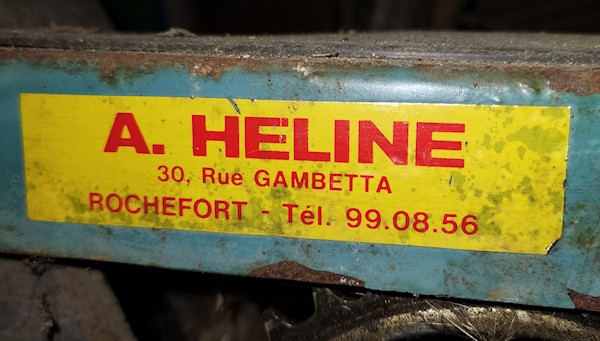 A. HELINE
30, Rue GAMBETTA
ROCHEFORT - Tél. 99.08.56